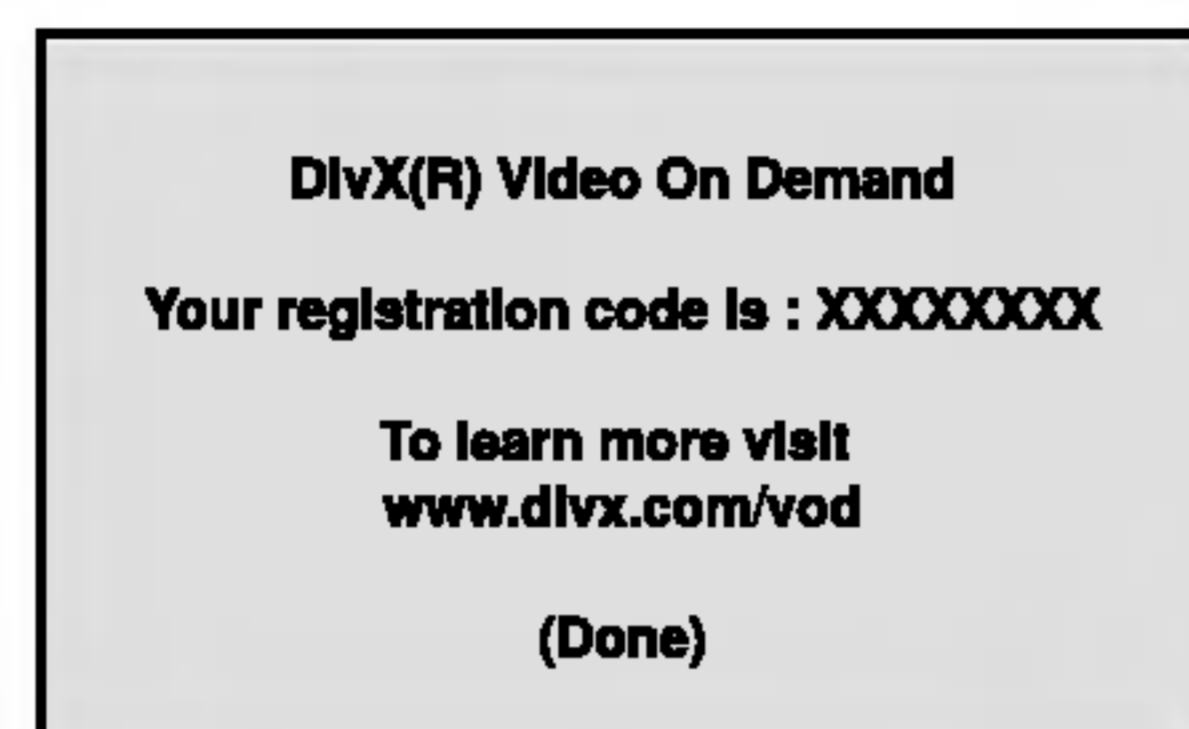 DivX(R) Video On Demand
Your registration code is : XXXXXXXX
To learn more visit
www.divx.com/vod
(Done)